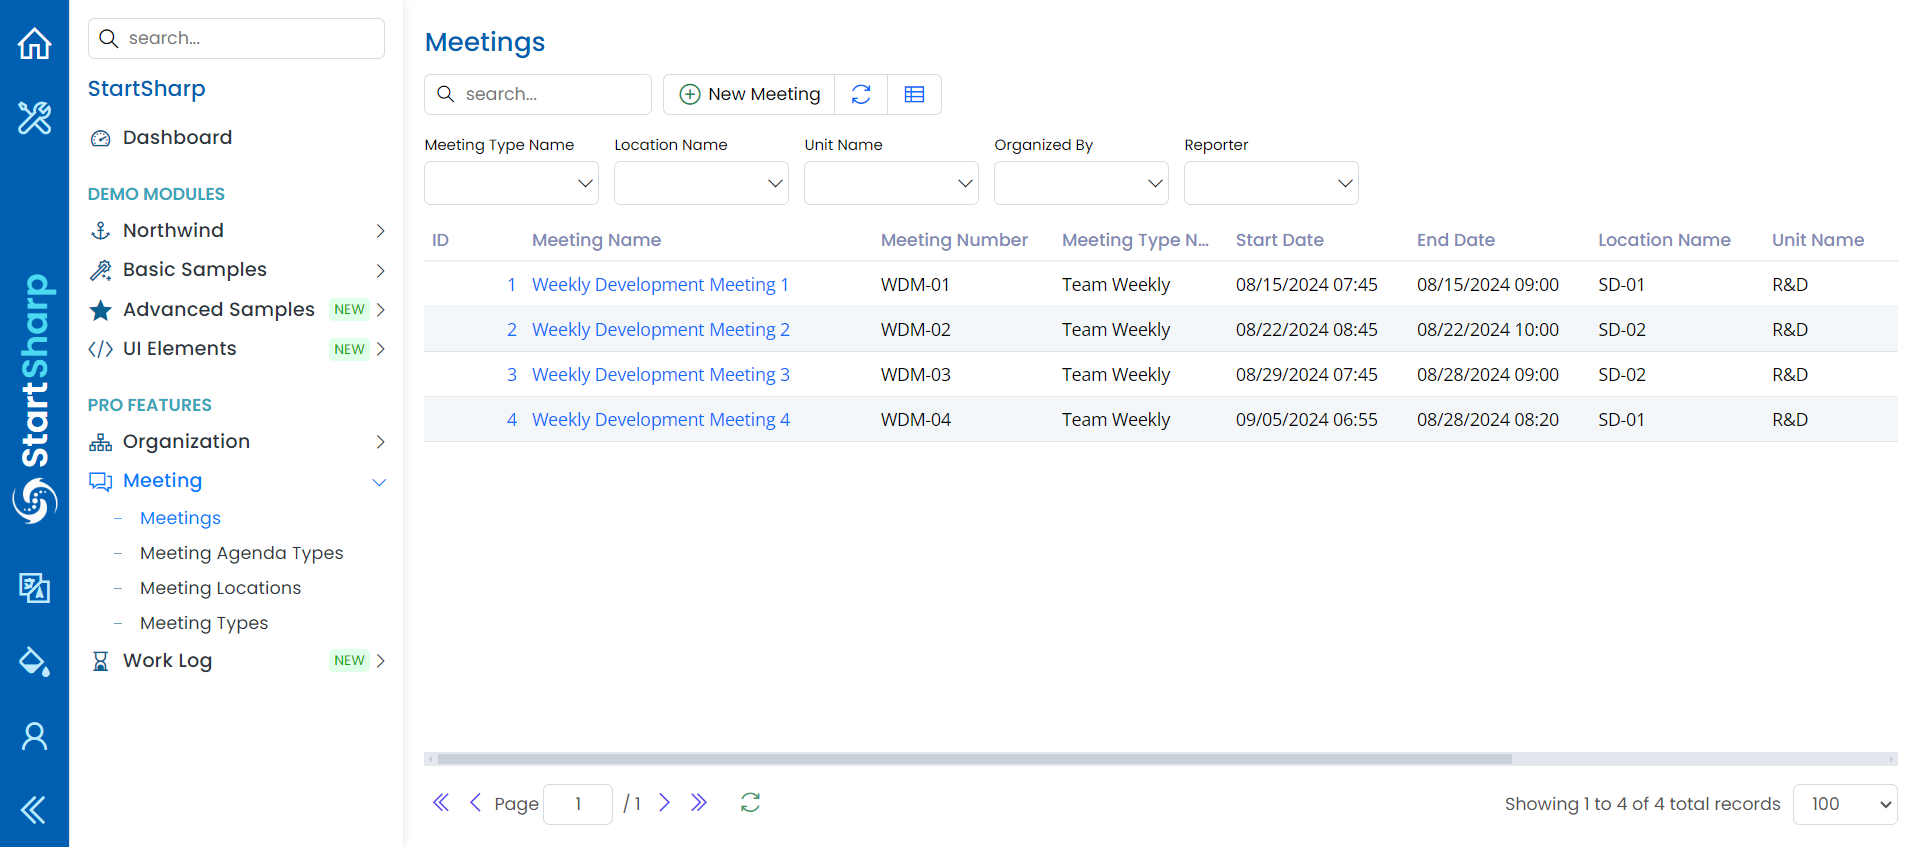 search...
StartSharp
Dashboard
DEMO MODULES
Northwind
Basic Samples
Advanced Samples NEW
UI Elements NEW
PRO FEATURES
Organization
Meeting
Meetings
Meeting Agenda Types
Meeting Locations
Meeting Types
Work Log NEW
StartSharp
Meetings
search...
New Meeting
Meeting Type Name Location Name Unit Name Organized By Reporter
ID Meeting Name Meeting Number Meeting Type N... Start Date End Date Location Name Unit Name
1 Weekly Development Meeting 1 WDM-01 Team Weekly 08/15/2024 07:45 08/15/2024 09:00 SD-01 R&D
2 Weekly Development Meeting 2 WDM-02 Team Weekly 08/22/2024 08:45 08/22/2024 10:00 SD-02 R&D
3 Weekly Development Meeting 3 WDM-03 Team Weekly 08/29/2024 07:45 08/28/2024 09:00 SD-02 R&D
4 Weekly Development Meeting 4 WDM-04 Team Weekly 09/05/2024 06:55 08/28/2024 08:20 SD-01 R&D
Page 1 / 1
Showing 1 to 4 of 4 total records 100